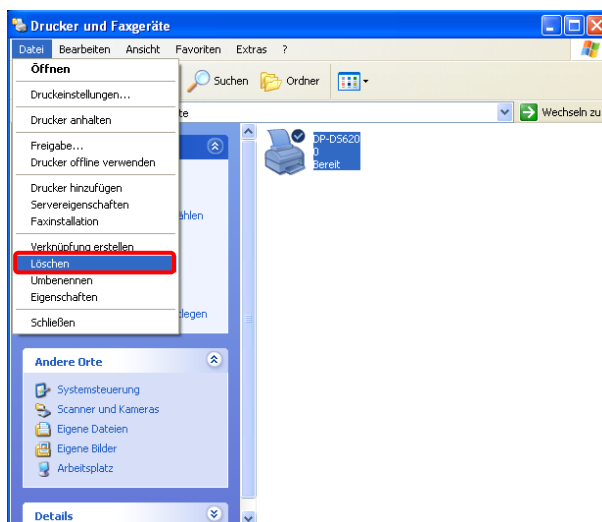 Drucker und Faxgeräte
Datei Bearbeiten Ansicht Favoriten Extras ?
Öffnen
Druckeinstellungen...
Drucker anhalten
Freigabe...
Drucker offline verwenden
Drucker hinzufügen
Servereigenschaften
Faxinstallation
Verknüpfung erstellen
Löschen
Umbenennen
Eigenschaften
Schließen
Suchen Ordner
te
Wechseln zu
ählen
legen
DP-DS620
0
Bereit
Andere Orte
Systemsteuerung
Scanner und Kameras
Eigene Dateien
Eigene Bilder
Arbeitsplatz
Details